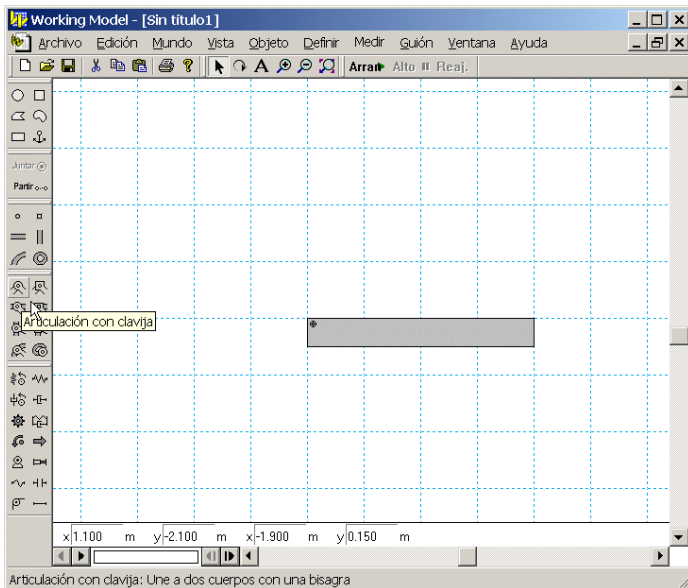 Working Model - [Sin título1]
Archivo Edición Mundo Vista Objeto Definir Medir Guión Ventana Ayuda
A Arran Alto Reaj.
Juntar
Partir
Articulación con clavija
x 1.100 m y -2.100 m x -1.900 m y 0.150 m
Articulación con clavija: Une a dos cuerpos con una bisagra